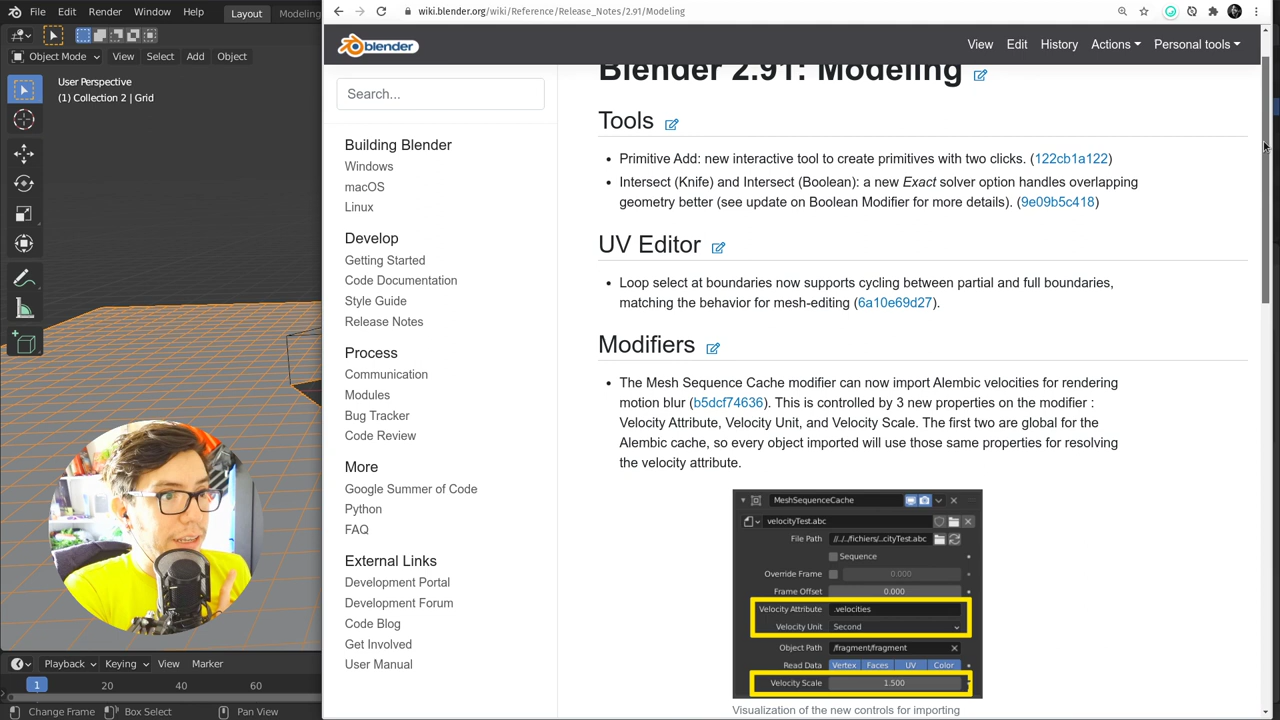 File Edit Render Window Help Layout Modeling
Object Mode View Select Add Object
User Perspective
(1) Collection 2 | Grid
Playback Keying View Marker
1 20 40 60
Change Frame Box Select Pan View
wiki.blender.org/wiki/Reference/Release_Notes/2.91/Modeling
blender
View Edit History Actions Personal tools
Search...
Building Blender
Windows
macOS
Linux
Develop
Getting Started
Code Documentation
Style Guide
Release Notes
Process
Communication
Modules
Bug Tracker
Code Review
More
Google Summer of Code
Python
FAQ
External Links
Development Portal
Development Forum
Code Blog
Get Involved
User Manual
Blender 2.91: Modeling
Tools
Primitive Add: new interactive tool to create primitives with two clicks. (122cb1a122)
Intersect (Knife) and Intersect (Boolean): a new Exact solver option handles overlapping
geometry better (see update on Boolean Modifier for more details). (9e09b5c418)
UV Editor
Loop select at boundaries now supports cycling between partial and full boundaries,
matching the behavior for mesh-editing (6a10e69d27).
Modifiers
The Mesh Sequence Cache modifier can now import Alembic velocities for rendering
motion blur (b5dcf74636). This is controlled by 3 new properties on the modifier :
Velocity Attribute, Velocity Unit, and Velocity Scale. The first two are global for the
Alembic cache, so every object imported will use those same properties for resolving
the velocity attribute.
MeshSequenceCache
velocityTest.abc
File Path //../../fichiers/..cityTest.abc
Sequence
Override Frame 0.000
Frame Offset 0.000
Velocity Attribute .velocities
Velocity Unit Second
Object Path /fragment/fragment
Read Data Vertex Faces UV Color
Velocity Scale 1.500
Visualization of the new controls for importing